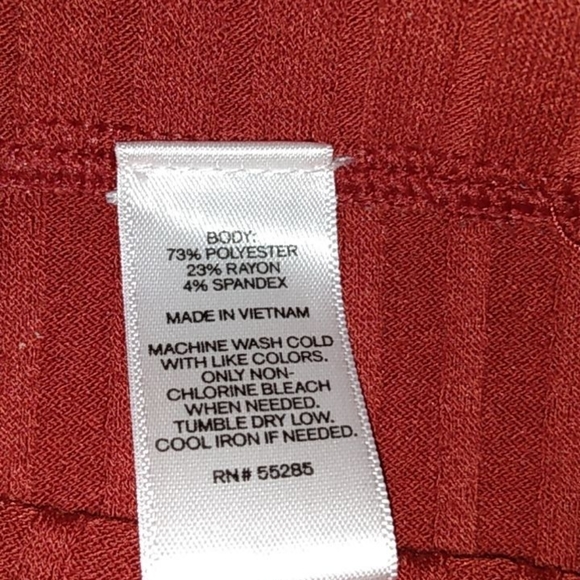 BODY:
73% POLYESTER
23% RAYON
4% SPANDEX
MADE IN VIETNAM
MACHINE WASH COLD
WITH LIKE COLORS.
ONLY NON-
CHLORINE BLEACH
WHEN NEEDED.
TUMBLE DRY LOW.
COOL IRON IF NEEDED.
RN# 55285